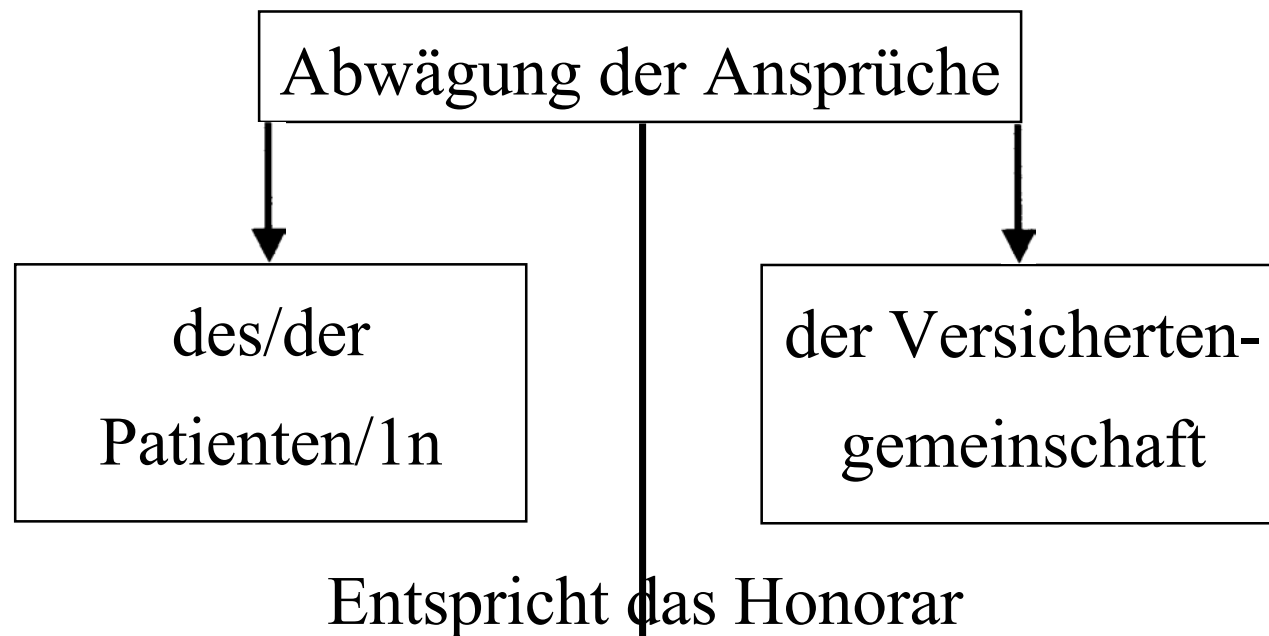 Abwägung der Ansprüche
des/der
Patienten/1n
der Versicherten-
gemeinschaft
Entspricht das Honorar